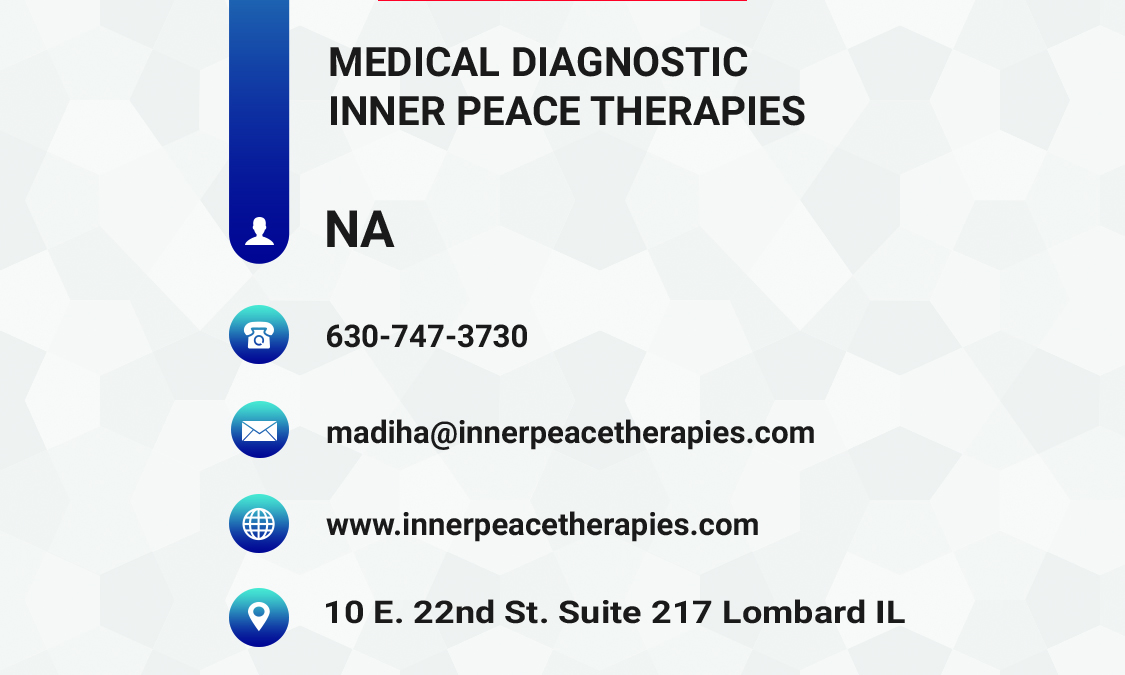 MEDICAL DIAGNOSTIC
INNER PEACE THERAPIES
NA
630-747-3730
madiha@innerpeacetherapies.com
www.innerpeacetherapies.com
10 E. 22nd St. Suite 217 Lombard IL